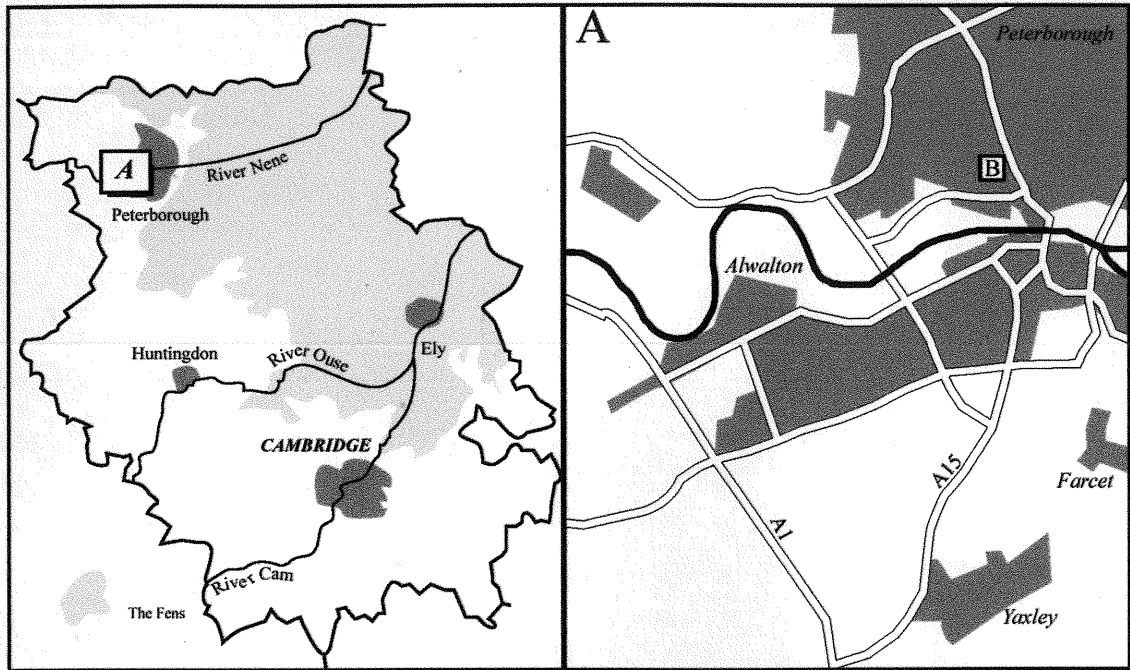 A
River Nene
Peterborough
Huntingdon
River Ouse
Ely
CAMBRIDGE
River Cam
The Fens
A
Peterborough
B
Alwalton
A15
Farcet
A1
Yaxley